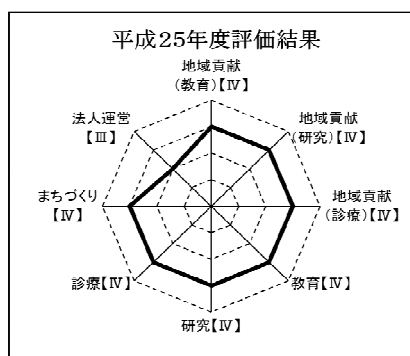 平成25年度評価結果
地域貢献
(教育)【Ⅳ】
地域貢献
(研究)【Ⅳ】
地域貢献
(診療)【Ⅳ】
教育【Ⅳ】
研究【Ⅳ】
診療【Ⅳ】
まちづくり
【Ⅳ】
法人運営
【Ⅲ】